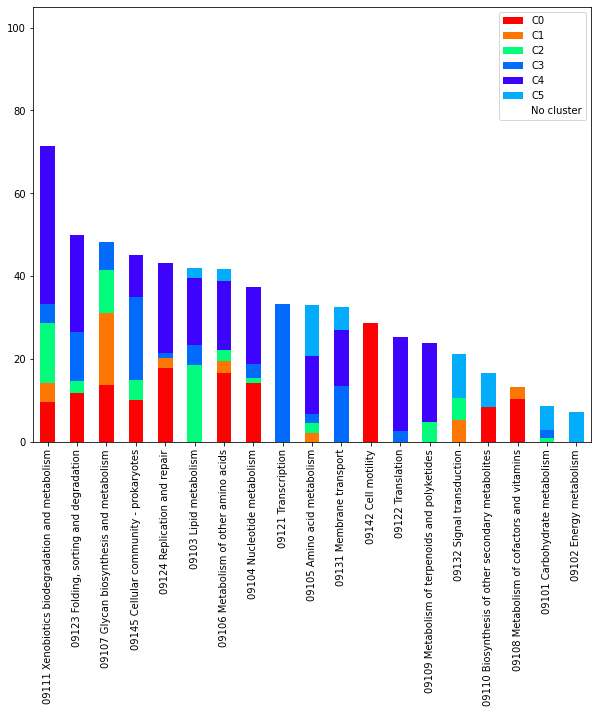 100
80
60
40
20
0
C0
C1
C2
C3
C4
C5
No cluster
09111 Xenobiotics biodegradation and metabolism
09123 Folding, sorting and degradation
09107 Glycan biosynthesis and metabolism
09145 Cellular community - prokaryotes
09124 Replication and repair
09103 Lipid metabolism
09106 Metabolism of other amino acids
09104 Nucleotide metabolism
09121 Transcription
09105 Amino acid metabolism
09131 Membrane transport
09142 Cell motility
09122 Translation
09109 Metabolism of terpenoids and polyketides
09132 Signal transduction
09110 Biosynthesis of other secondary metabolites
09108 Metabolism of cofactors and vitamins
09101 Carbohydrate metabolism
09102 Energy metabolism